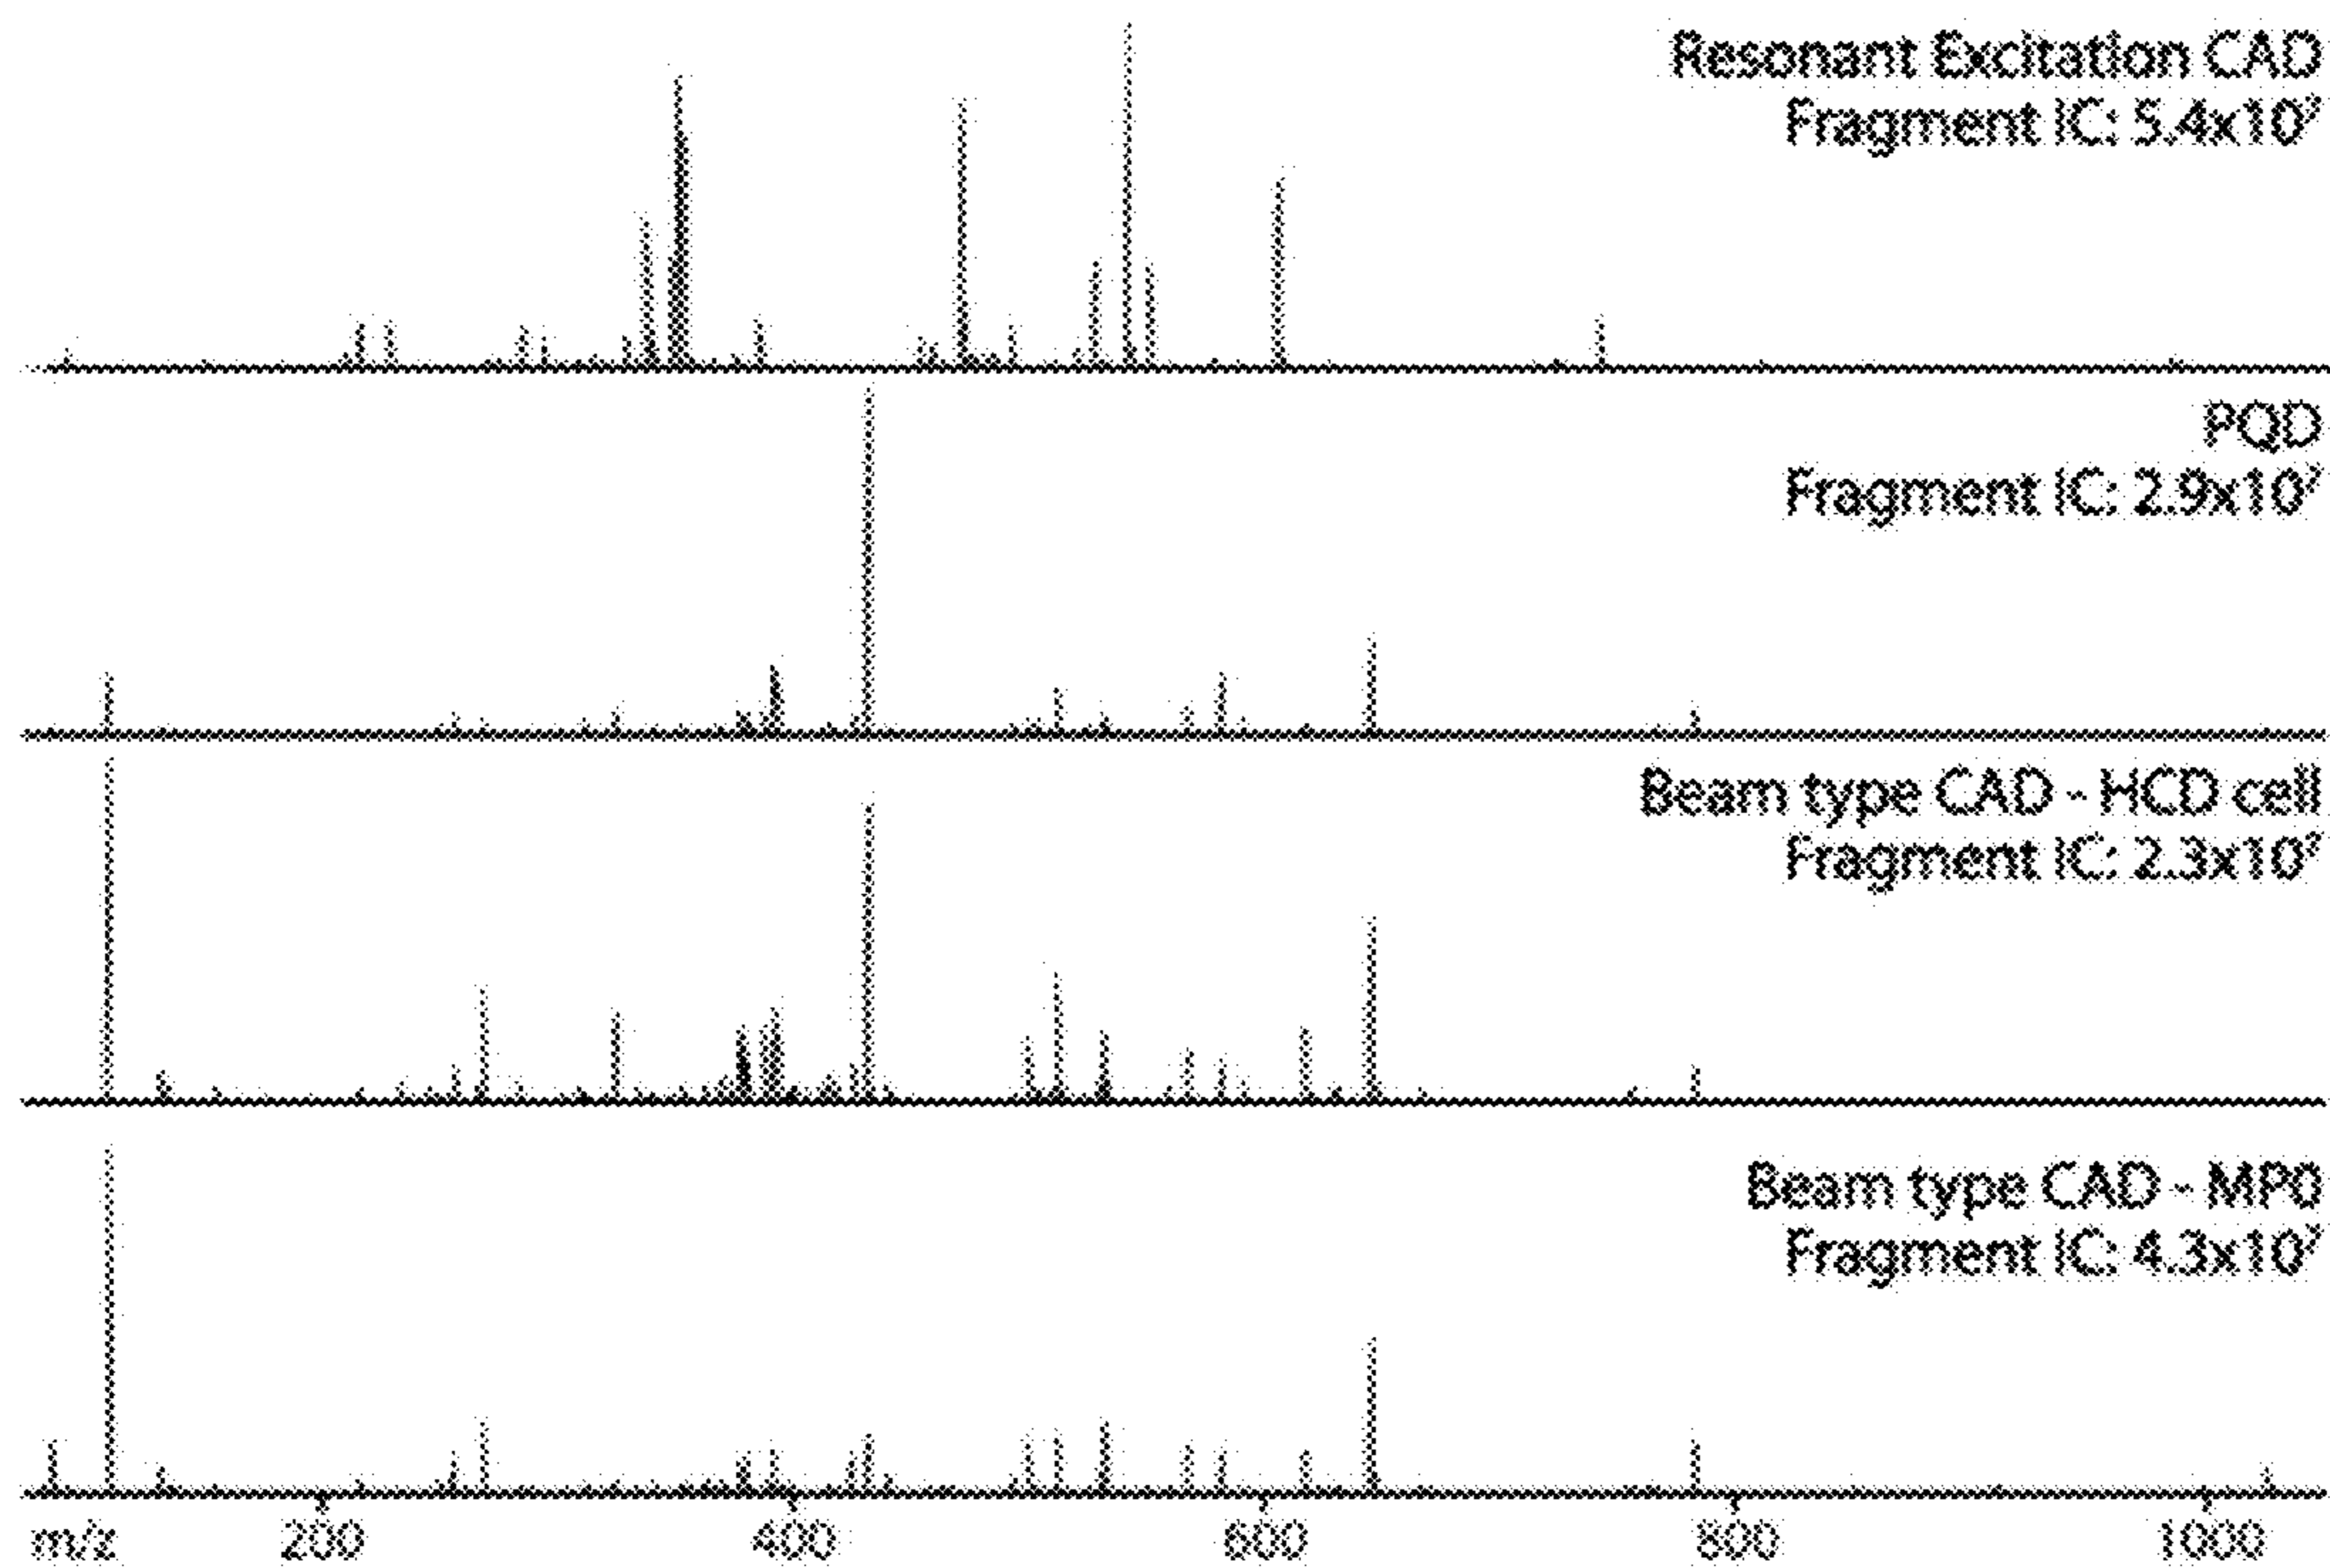 Resonant Excitation CAD
Fragment IC: 5.4x10⁷
PQD
Fragment IC: 2.9x10⁷
Beam type CAD - HCD cell
Fragment IC: 2.3x10⁷
Beam type CAD - MP0
Fragment IC: 4.3x10⁷
m/z 200 400 600 800 1000